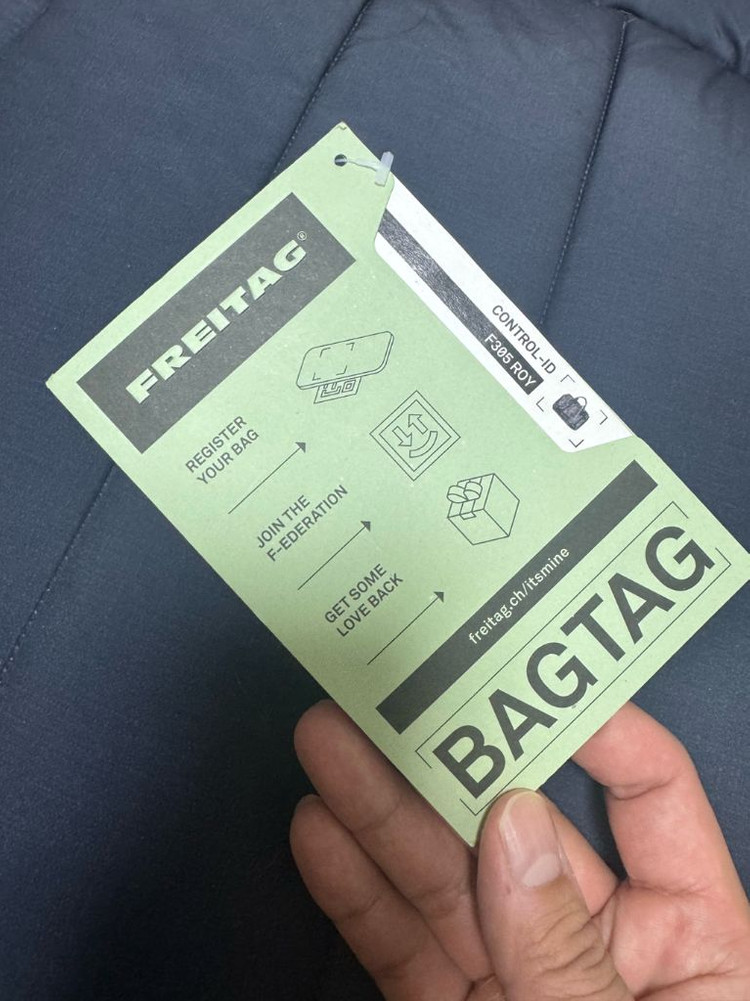 FREITAG®
CONTROL-ID
F305 ROY
REGISTER
YOUR BAG
JOIN THE
F-EDERATION
GET SOME
LOVE BACK
freitag.ch/itsmine
BAGTAG